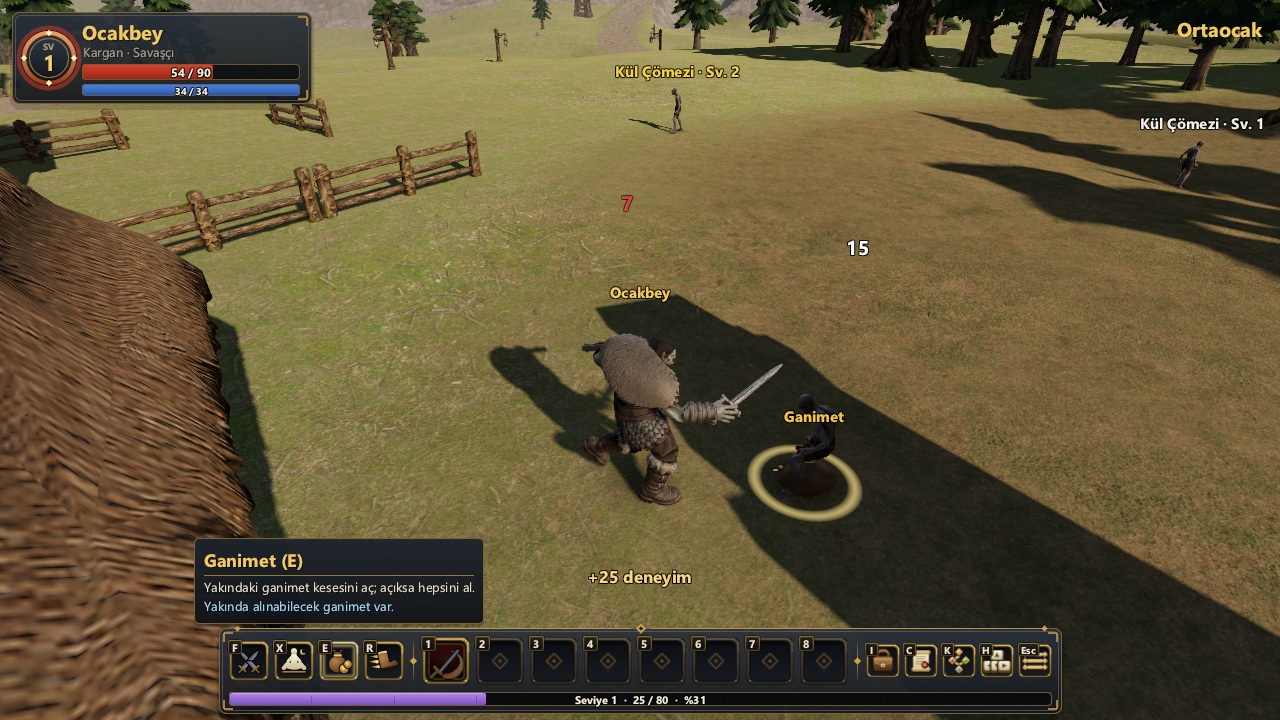 SV
1
Ocakbey
Kargan · Savaşçı
54 / 90
34 / 34
Ortaocak
Kül Çömezi · Sv. 2
Kül Çömezi · Sv. 1
7
15
Ocakbey
Ganimet
+25 deneyim
Ganimet (E)
Yakındaki ganimet kesesini aç; açıksa hepsini al.
Yakında alınabilecek ganimet var.
F X E R 1 2 3 4 5 6 7 8 I C K H Esc
Seviye 1 · 25 / 80 · %31